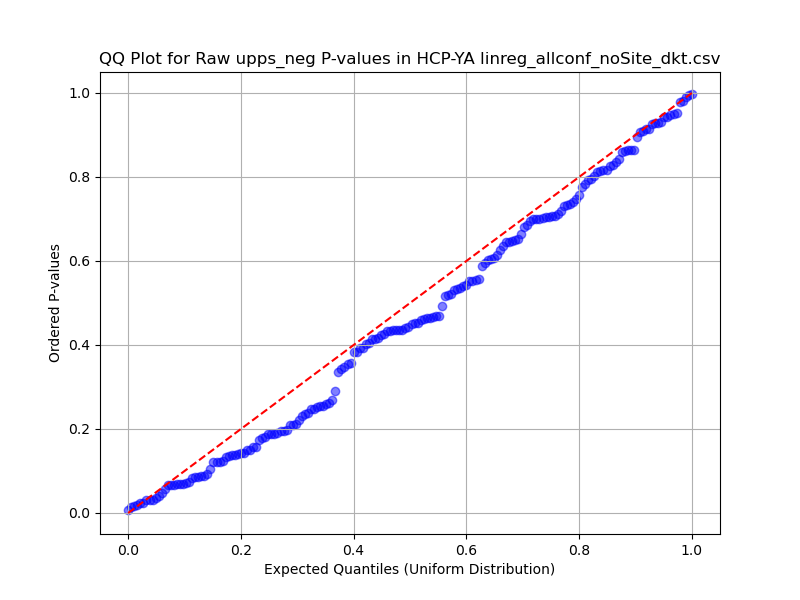 QQ Plot for Raw upps_neg P-values in HCP-YA linreg_allconf_noSite_dkt.csv
1.0
0.8
0.6
0.4
0.2
0.0
Ordered P-values
0.0 0.2 0.4 0.6 0.8 1.0
Expected Quantiles (Uniform Distribution)